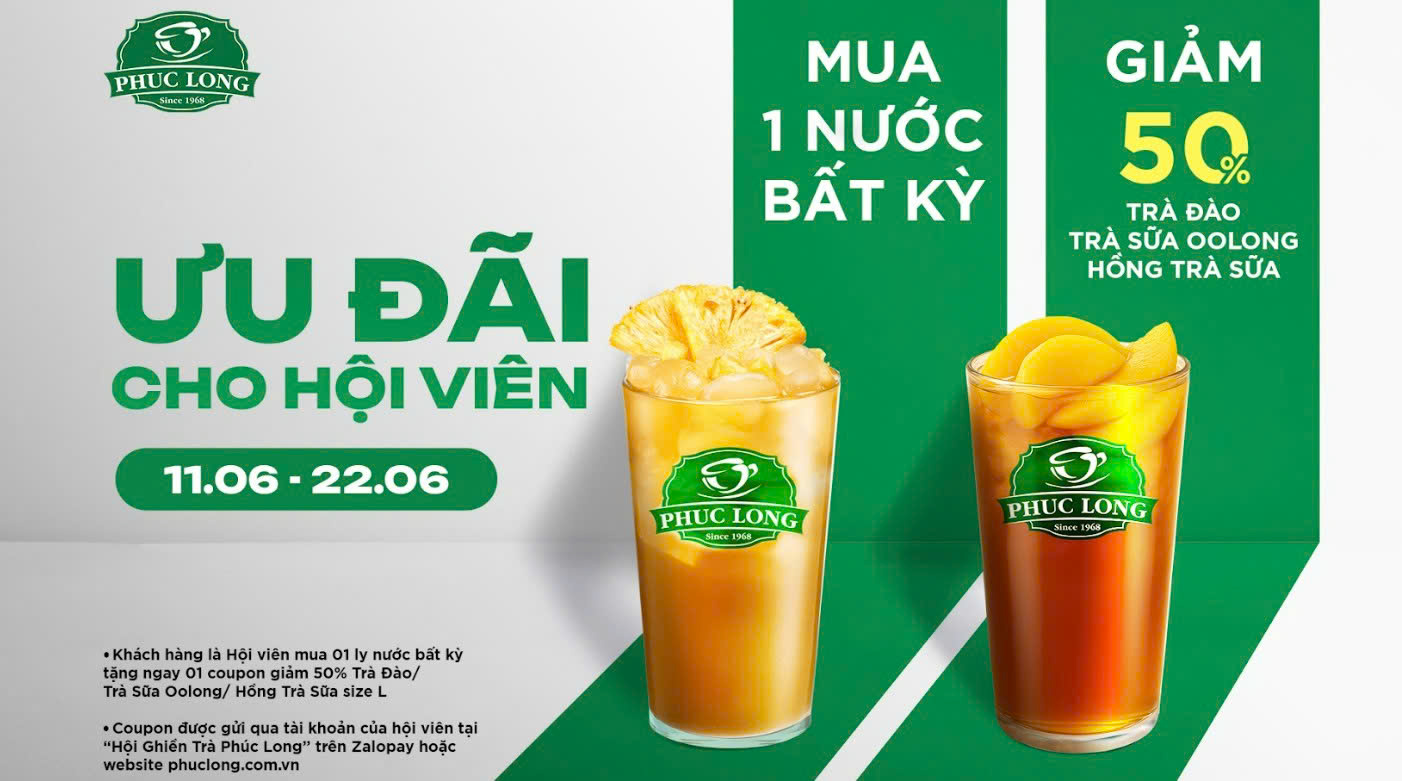 PHUC LONG
Since 1968
ƯU ĐÃI
CHO HỘI VIÊN
11.06 - 22.06
MUA
1 NƯỚC
BẤT KỲ
GIẢM
50%
TRÀ ĐÀO
TRÀ SỮA OOLONG
HỒNG TRÀ SỮA
PHUC LONG
Since 1968
PHUC LONG
Since 1968
• Khách hàng là Hội viên mua 01 ly nước bất kỳ
tặng ngay 01 coupon giảm 50% Trà Đào/
Trà Sữa Oolong/ Hồng Trà Sữa size L
• Coupon được gửi qua tài khoản của hội viên tại
“Hội Ghiền Trà Phúc Long” trên Zalopay hoặc
website phuclong.com.vn